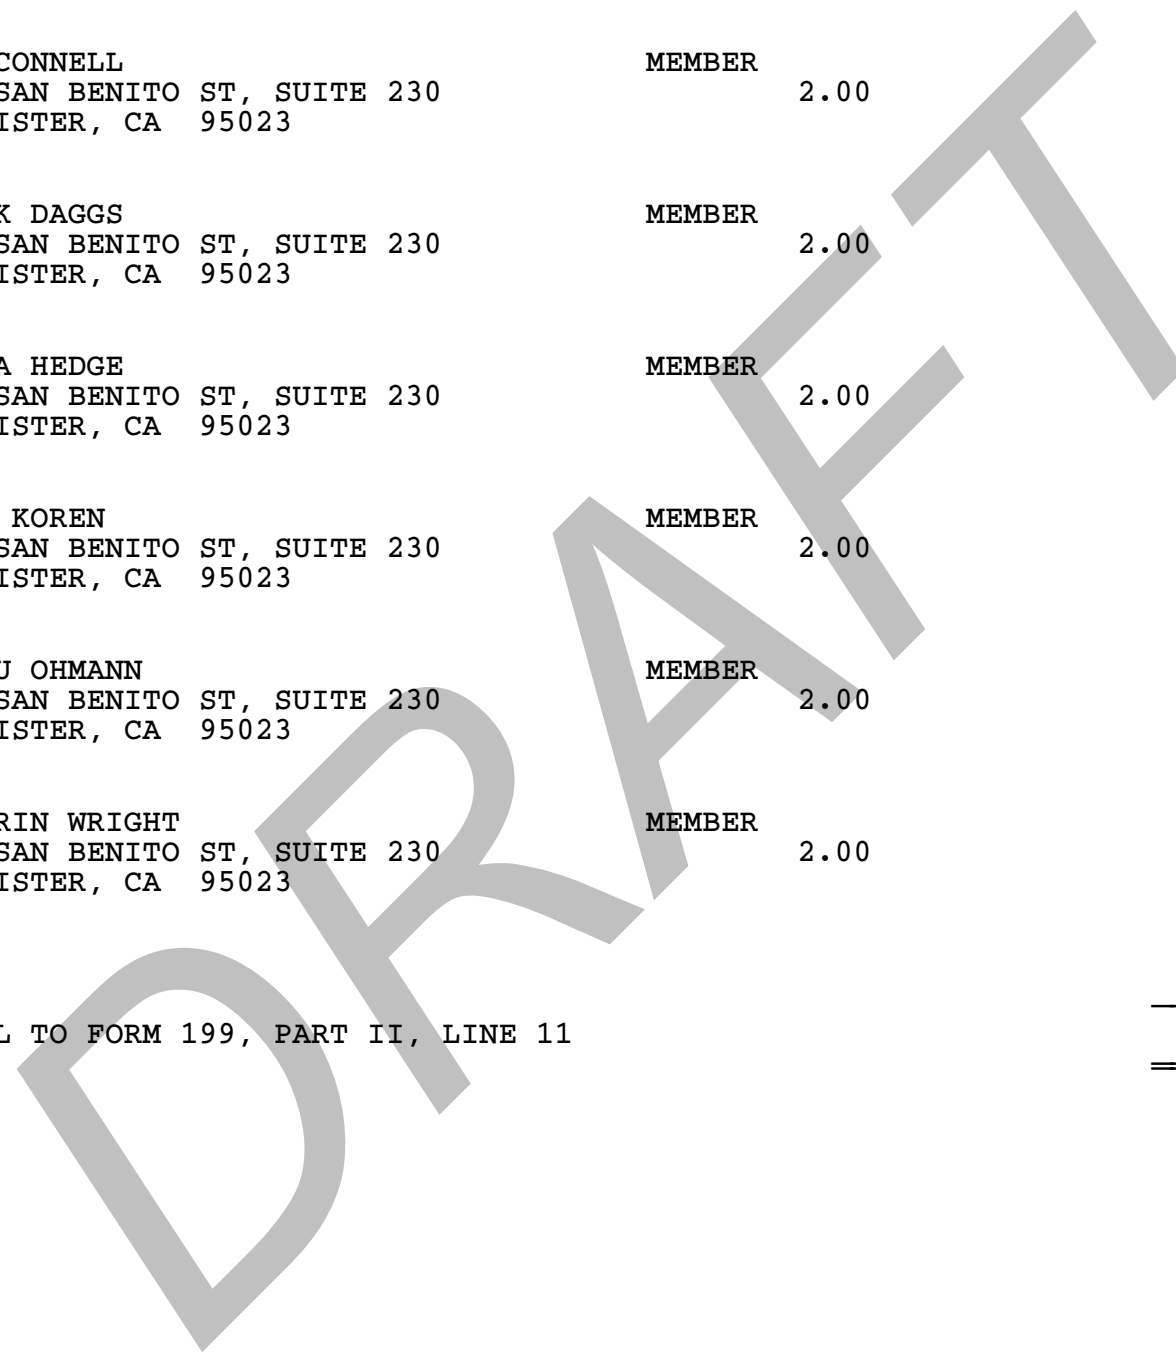 CONNELL MEMBER
SAN BENITO ST, SUITE 230 2.00
ISTER, CA 95023
K DAGGS MEMBER
SAN BENITO ST, SUITE 230 2.00
ISTER, CA 95023
A HEDGE MEMBER
SAN BENITO ST, SUITE 230 2.00
ISTER, CA 95023
KOREN MEMBER
SAN BENITO ST, SUITE 230 2.00
ISTER, CA 95023
U OHMANN MEMBER
SAN BENITO ST, SUITE 230 2.00
ISTER, CA 95023
RIN WRIGHT MEMBER
SAN BENITO ST, SUITE 230 2.00
ISTER, CA 95023
L TO FORM 199, PART II, LINE 11
DRAFT